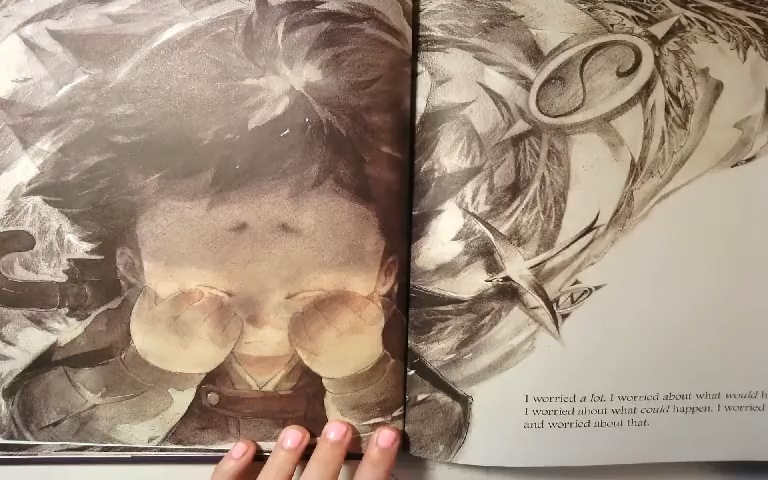 I worried a lot. I worried about what would
I worried about what could happen. I worried
and worried about that.